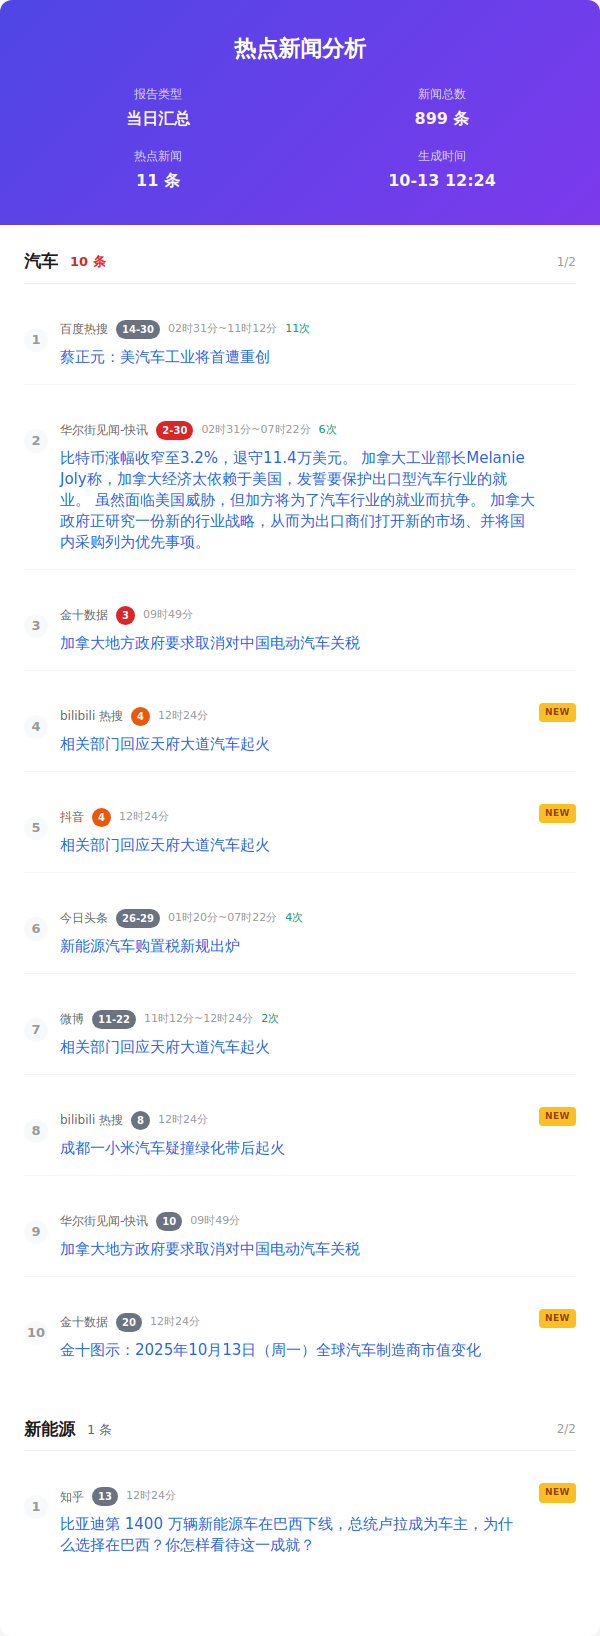 热点新闻分析
报告类型
当日汇总
新闻总数
899 条
热点新闻
11 条
生成时间
10-13 12:24
汽车 10 条 1/2
1 百度热搜 14-30 02时31分~11时12分 11次
蔡正元：美汽车工业将首遭重创
2 华尔街见闻-快讯 2-30 02时31分~07时22分 6次
比特币涨幅收窄至3.2%，退守11.4万美元。 加拿大工业部长Melanie
Joly称，加拿大经济太依赖于美国，发誓要保护出口型汽车行业的就
业。 虽然面临美国威胁，但加方将为了汽车行业的就业而抗争。 加拿大
政府正研究一份新的行业战略，从而为出口商们打开新的市场、并将国
内采购列为优先事项。
3 金十数据 3 09时49分
加拿大地方政府要求取消对中国电动汽车关税
4 bilibili 热搜 4 12时24分 NEW
相关部门回应天府大道汽车起火
5 抖音 4 12时24分 NEW
相关部门回应天府大道汽车起火
6 今日头条 26-29 01时20分~07时22分 4次
新能源汽车购置税新规出炉
7 微博 11-22 11时12分~12时24分 2次
相关部门回应天府大道汽车起火
8 bilibili 热搜 8 12时24分 NEW
成都一小米汽车疑撞绿化带后起火
9 华尔街见闻-快讯 10 09时49分
加拿大地方政府要求取消对中国电动汽车关税
10 金十数据 20 12时24分 NEW
金十图示：2025年10月13日（周一）全球汽车制造商市值变化
新能源 1 条 2/2
1 知乎 13 12时24分 NEW
比亚迪第 1400 万辆新能源车在巴西下线，总统卢拉成为车主，为什
么选择在巴西？你怎样看待这一成就？